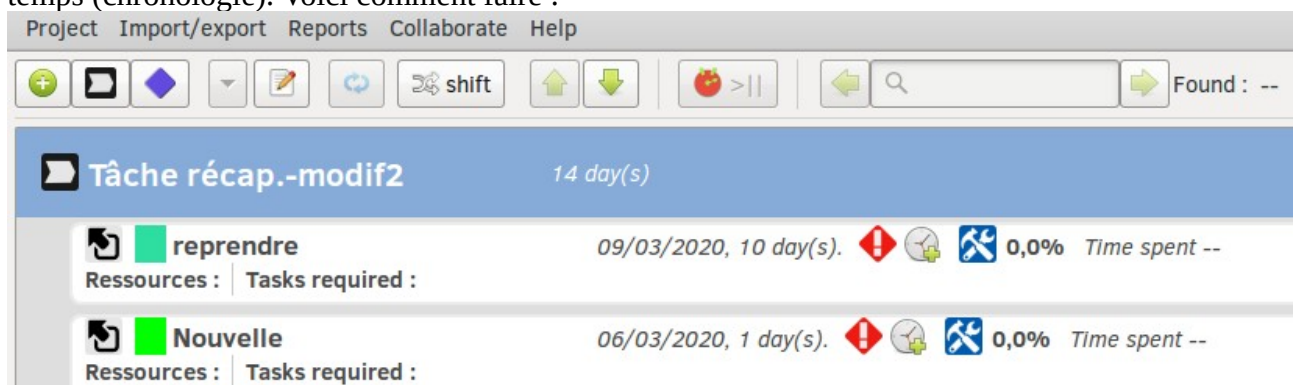 temps (chronologie). Voici comment faire :
Project Import/export Reports Collaborate Help
shift >|| Found : --
Tâche récap.-modif2 14 day(s)
reprendre 09/03/2020, 10 day(s). 0,0% Time spent --
Ressources : Tasks required :
Nouvelle 06/03/2020, 1 day(s). 0,0% Time spent --
Ressources : Tasks required :